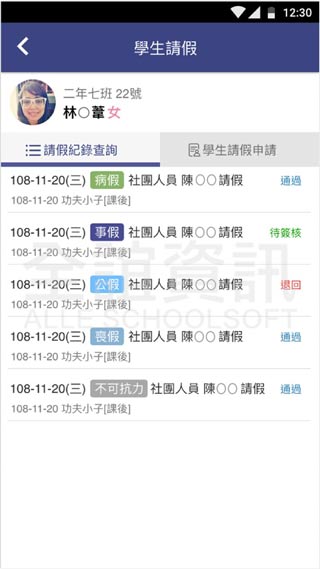 12:30
學生請假
二年七班 22號
林○葦 女
請假紀錄查詢
學生請假申請
108-11-20(三) 病假 社團人員 陳○○ 請假 通過
108-11-20 功夫小子[課後]
108-11-20(三) 事假 社團人員 陳○○ 請假 待簽核
108-11-20 功夫小子[課後]
108-11-20(三) 公假 社團人員 陳○○ 請假 退回
108-11-20 功夫小子[課後]
108-11-20(三) 喪假 社團人員 陳○○ 請假 通過
108-11-20 功夫小子[課後]
108-11-20(三) 不可抗力 社團人員 陳○○ 請假 通過
108-11-20 功夫小子[課後]
資訊
ALLE SCHOOLSOFT